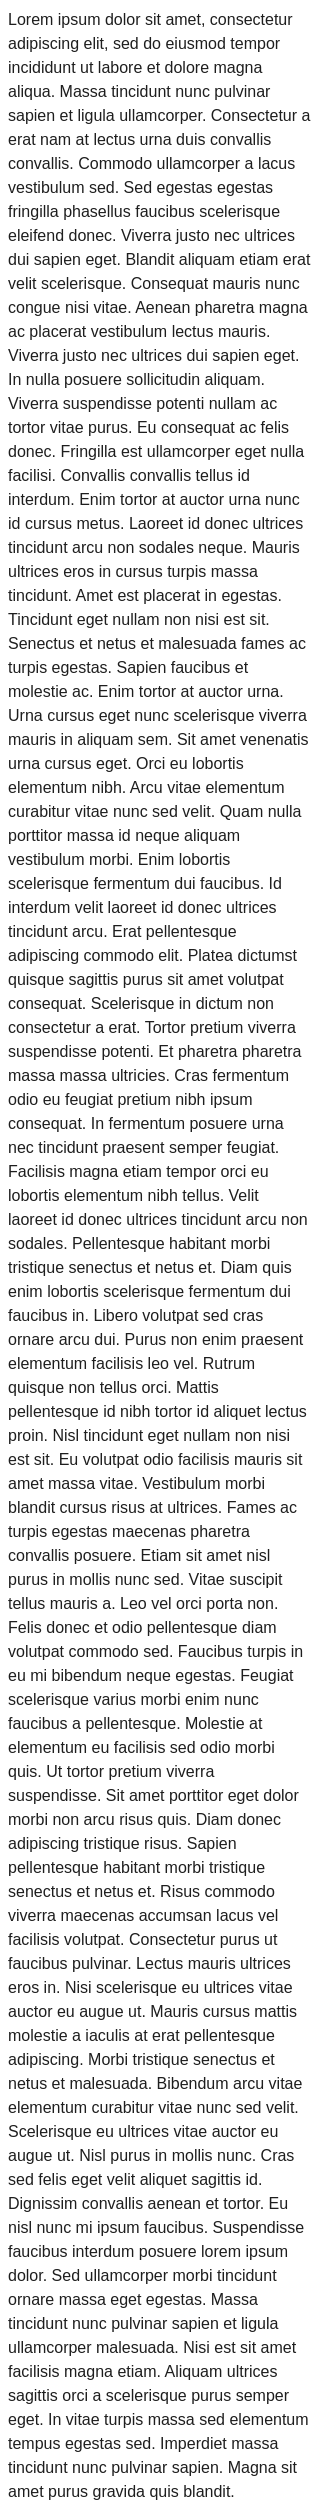 Lorem ipsum dolor sit amet, consectetur
adipiscing elit, sed do eiusmod tempor
incididunt ut labore et dolore magna
aliqua. Massa tincidunt nunc pulvinar
sapien et ligula ullamcorper. Consectetur a
erat nam at lectus urna duis convallis
convallis. Commodo ullamcorper a lacus
vestibulum sed. Sed egestas egestas
fringilla phasellus faucibus scelerisque
eleifend donec. Viverra justo nec ultrices
dui sapien eget. Blandit aliquam etiam erat
velit scelerisque. Consequat mauris nunc
congue nisi vitae. Aenean pharetra magna
ac placerat vestibulum lectus mauris.
Viverra justo nec ultrices dui sapien eget.
In nulla posuere sollicitudin aliquam.
Viverra suspendisse potenti nullam ac
tortor vitae purus. Eu consequat ac felis
donec. Fringilla est ullamcorper eget nulla
facilisi. Convallis convallis tellus id
interdum. Enim tortor at auctor urna nunc
id cursus metus. Laoreet id donec ultrices
tincidunt arcu non sodales neque. Mauris
ultrices eros in cursus turpis massa
tincidunt. Amet est placerat in egestas.
Tincidunt eget nullam non nisi est sit.
Senectus et netus et malesuada fames ac
turpis egestas. Sapien faucibus et
molestie ac. Enim tortor at auctor urna.
Urna cursus eget nunc scelerisque viverra
mauris in aliquam sem. Sit amet venenatis
urna cursus eget. Orci eu lobortis
elementum nibh. Arcu vitae elementum
curabitur vitae nunc sed velit. Quam nulla
porttitor massa id neque aliquam
vestibulum morbi. Enim lobortis
scelerisque fermentum dui faucibus. Id
interdum velit laoreet id donec ultrices
tincidunt arcu. Erat pellentesque
adipiscing commodo elit. Platea dictumst
quisque sagittis purus sit amet volutpat
consequat. Scelerisque in dictum non
consectetur a erat. Tortor pretium viverra
suspendisse potenti. Et pharetra pharetra
massa massa ultricies. Cras fermentum
odio eu feugiat pretium nibh ipsum
consequat. In fermentum posuere urna
nec tincidunt praesent semper feugiat.
Facilisis magna etiam tempor orci eu
lobortis elementum nibh tellus. Velit
laoreet id donec ultrices tincidunt arcu non
sodales. Pellentesque habitant morbi
tristique senectus et netus et. Diam quis
enim lobortis scelerisque fermentum dui
faucibus in. Libero volutpat sed cras
ornare arcu dui. Purus non enim praesent
elementum facilisis leo vel. Rutrum
quisque non tellus orci. Mattis
pellentesque id nibh tortor id aliquet lectus
proin. Nisl tincidunt eget nullam non nisi
est sit. Eu volutpat odio facilisis mauris sit
amet massa vitae. Vestibulum morbi
blandit cursus risus at ultrices. Fames ac
turpis egestas maecenas pharetra
convallis posuere. Etiam sit amet nisl
purus in mollis nunc sed. Vitae suscipit
tellus mauris a. Leo vel orci porta non.
Felis donec et odio pellentesque diam
volutpat commodo sed. Faucibus turpis in
eu mi bibendum neque egestas. Feugiat
scelerisque varius morbi enim nunc
faucibus a pellentesque. Molestie at
elementum eu facilisis sed odio morbi
quis. Ut tortor pretium viverra
suspendisse. Sit amet porttitor eget dolor
morbi non arcu risus quis. Diam donec
adipiscing tristique risus. Sapien
pellentesque habitant morbi tristique
senectus et netus et. Risus commodo
viverra maecenas accumsan lacus vel
facilisis volutpat. Consectetur purus ut
faucibus pulvinar. Lectus mauris ultrices
eros in. Nisi scelerisque eu ultrices vitae
auctor eu augue ut. Mauris cursus mattis
molestie a iaculis at erat pellentesque
adipiscing. Morbi tristique senectus et
netus et malesuada. Bibendum arcu vitae
elementum curabitur vitae nunc sed velit.
Scelerisque eu ultrices vitae auctor eu
augue ut. Nisl purus in mollis nunc. Cras
sed felis eget velit aliquet sagittis id.
Dignissim convallis aenean et tortor. Eu
nisl nunc mi ipsum faucibus. Suspendisse
faucibus interdum posuere lorem ipsum
dolor. Sed ullamcorper morbi tincidunt
ornare massa eget egestas. Massa
tincidunt nunc pulvinar sapien et ligula
ullamcorper malesuada. Nisi est sit amet
facilisis magna etiam. Aliquam ultrices
sagittis orci a scelerisque purus semper
eget. In vitae turpis massa sed elementum
tempus egestas sed. Imperdiet massa
tincidunt nunc pulvinar sapien. Magna sit
amet purus gravida quis blandit.